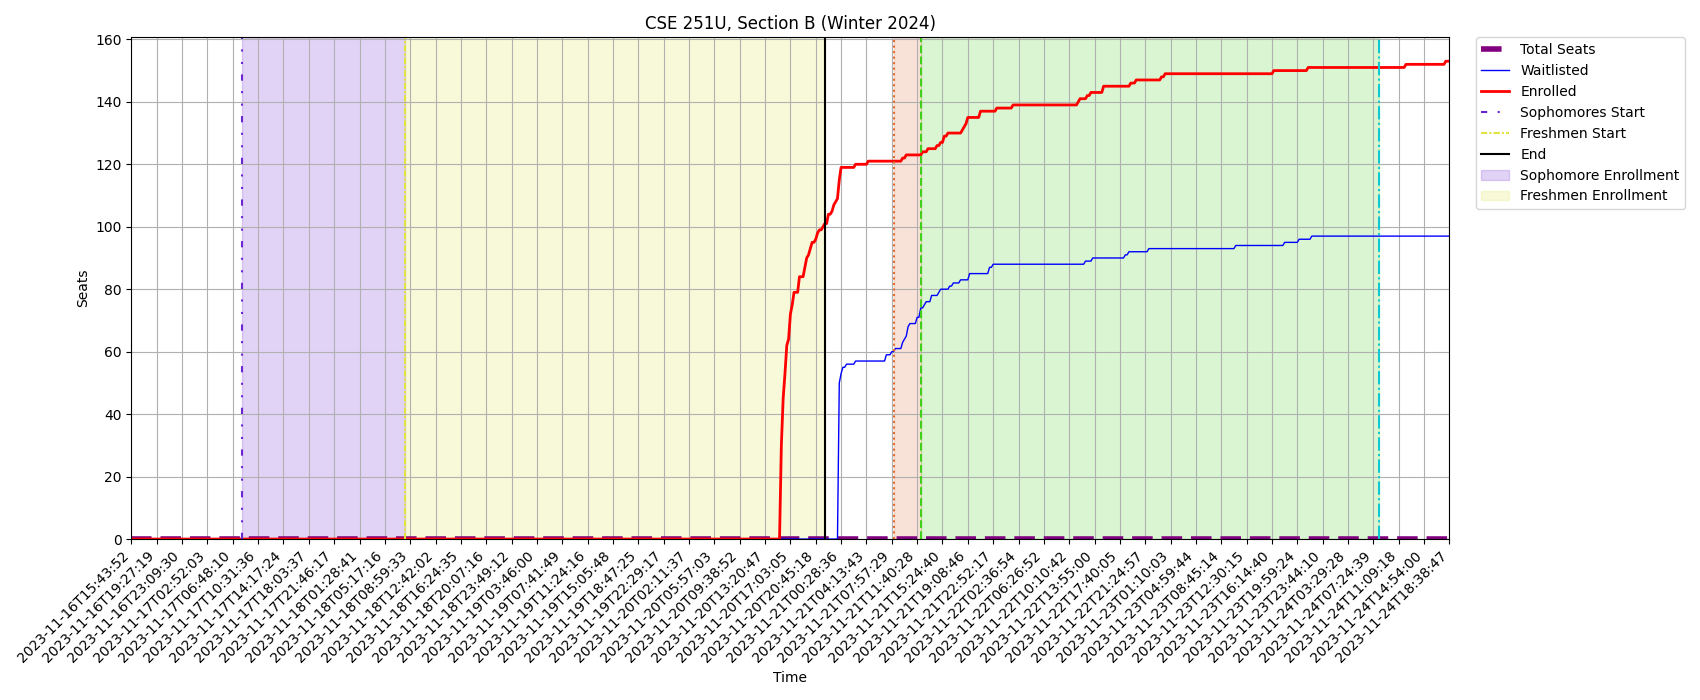 CSE 251U, Section B (Winter 2024)
Seats
160
140
120
100
80
60
40
20
0
2023-11-16T15:43:52
2023-11-16T19:27:19
2023-11-16T23:09:30
2023-11-17T02:52:03
2023-11-17T06:48:10
2023-11-17T10:31:36
2023-11-17T14:17:24
2023-11-17T18:03:37
2023-11-17T21:46:17
2023-11-18T01:28:41
2023-11-18T05:17:16
2023-11-18T08:59:33
2023-11-18T12:42:02
2023-11-18T16:24:35
2023-11-18T20:07:16
2023-11-18T23:49:12
2023-11-19T03:46:00
2023-11-19T07:41:49
2023-11-19T11:24:16
2023-11-19T15:05:48
2023-11-19T18:47:25
2023-11-19T22:29:17
2023-11-20T02:11:37
2023-11-20T05:57:03
2023-11-20T09:38:52
2023-11-20T13:20:47
2023-11-20T17:03:05
2023-11-20T20:45:18
2023-11-21T00:28:36
2023-11-21T04:13:43
2023-11-21T07:57:29
2023-11-21T11:40:28
2023-11-21T15:24:40
2023-11-21T19:08:46
2023-11-21T22:52:17
2023-11-22T02:36:54
2023-11-22T06:26:52
2023-11-22T10:10:42
2023-11-22T13:55:00
2023-11-22T17:40:05
2023-11-22T21:24:57
2023-11-23T01:10:03
2023-11-23T04:59:44
2023-11-23T08:45:14
2023-11-23T12:30:15
2023-11-23T16:14:40
2023-11-23T19:59:24
2023-11-23T23:44:10
2023-11-24T03:29:28
2023-11-24T07:24:39
2023-11-24T11:09:18
2023-11-24T14:54:00
2023-11-24T18:38:47
Time
Total Seats
Waitlisted
Enrolled
Sophomores Start
Freshmen Start
End
Sophomore Enrollment
Freshmen Enrollment